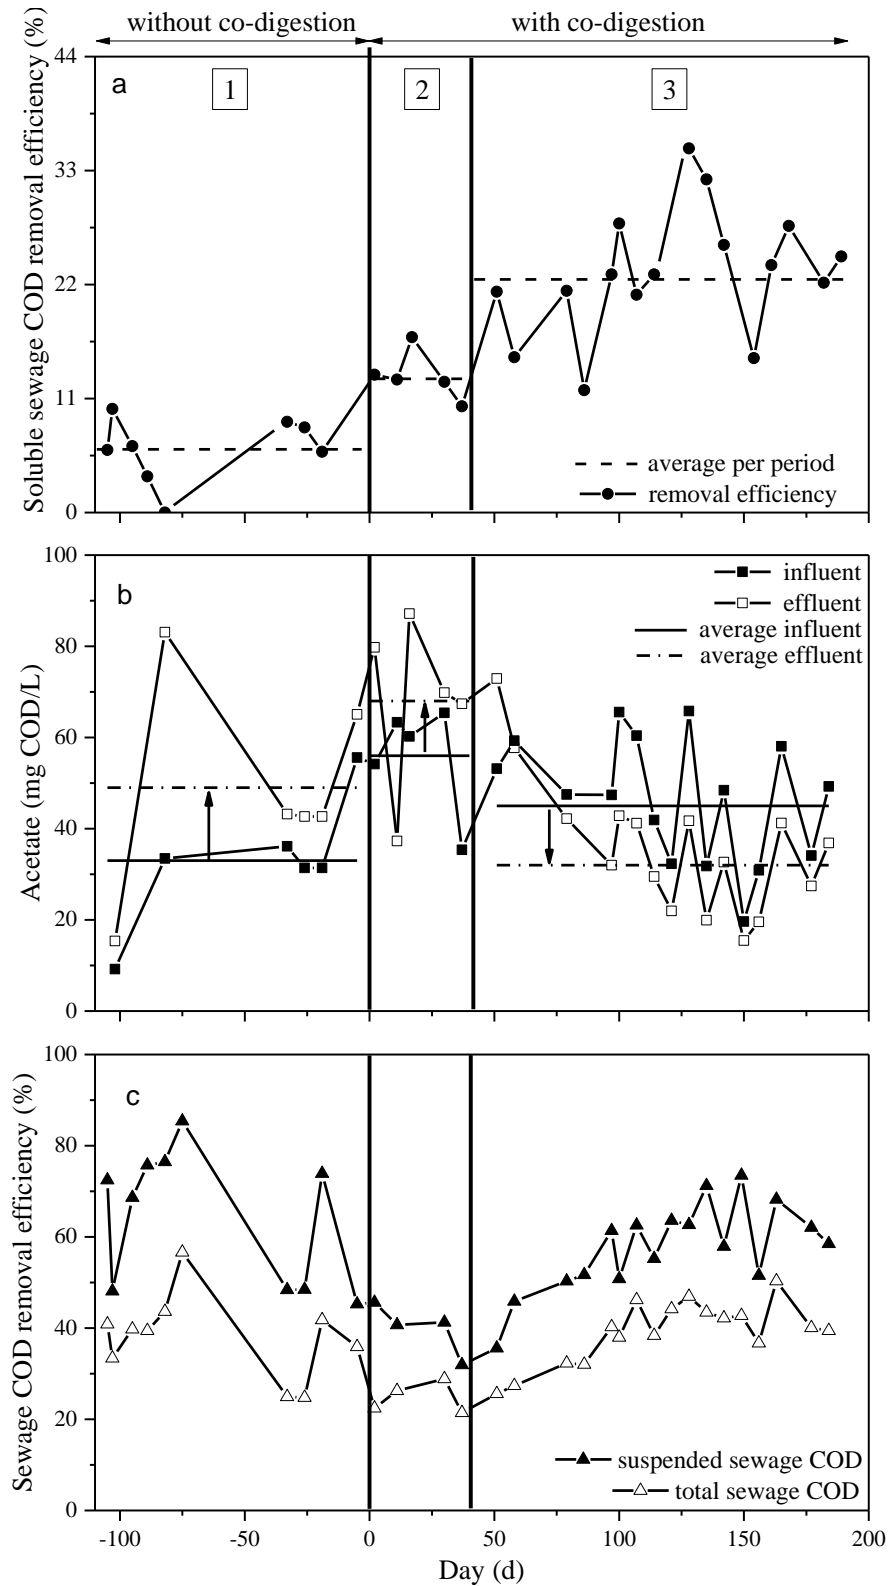 without co-digestion with co-digestion
Soluble sewage COD removal efficiency (%)
44
33
22
11
0
a
1
2
3
average per period
removal efficiency
Acetate (mg COD/L)
100
80
60
40
20
0
b
influent
effluent
average influent
average effluent
Sewage COD removal efficiency (%)
100
80
60
40
20
0
c
suspended sewage COD
total sewage COD
-100 -50 0 50 100 150 200
Day (d)